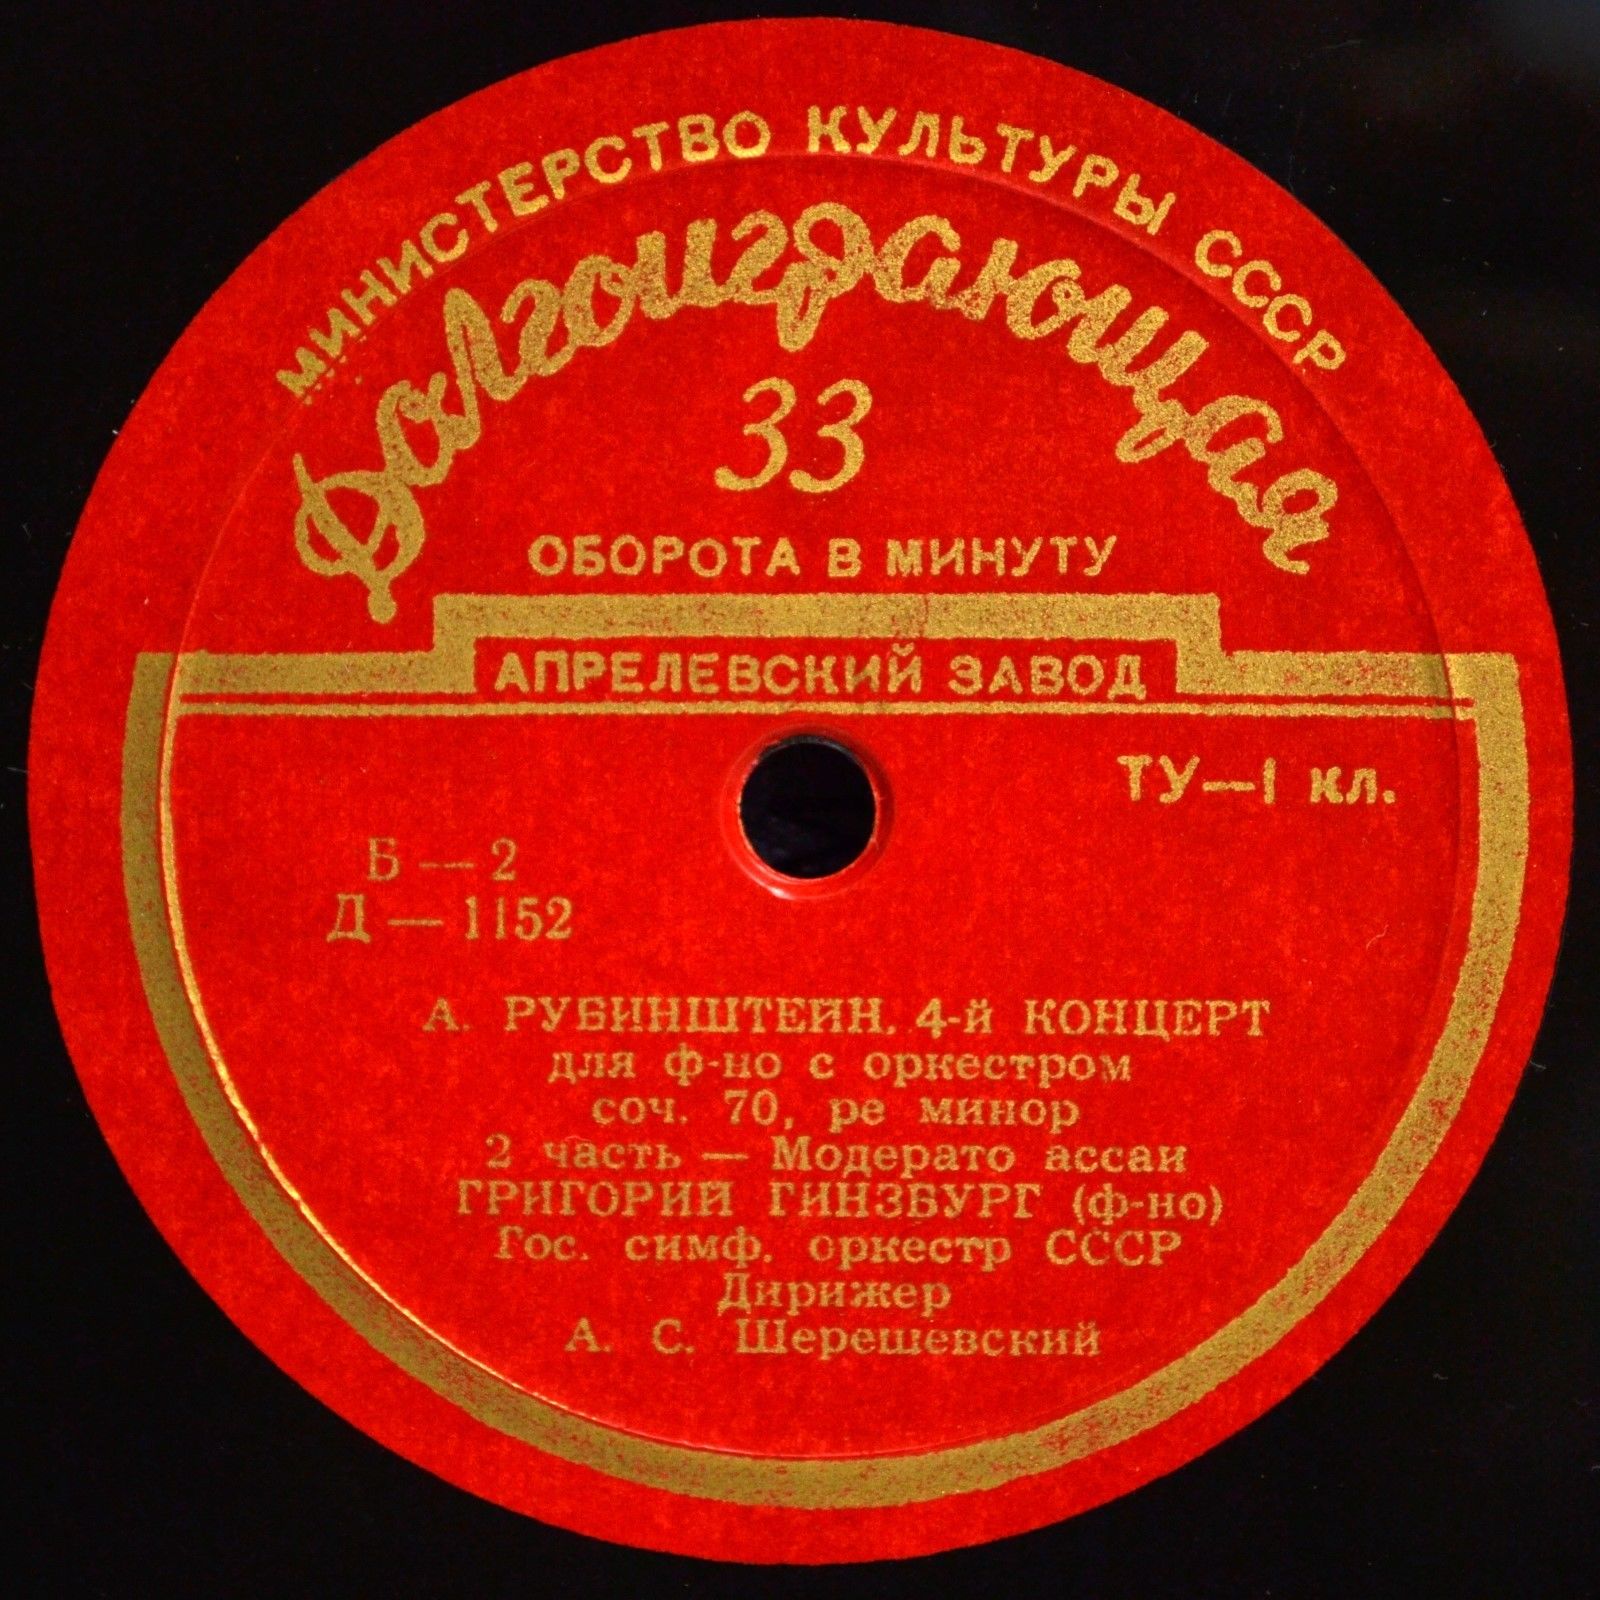 МИНИСТЕРСТВО КУЛЬТУРЫ СССР
Долгоиграющая
33
ОБОРОТА В МИНУТУ
АПРЕЛЕВСКИЙ ЗАВОД
ТУ—I кл.
Б — 2
Д — 1152
А. РУБИНШТЕЙН. 4-й КОНЦЕРТ
для ф-но с оркестром
соч. 70, ре минор
2 часть — Модерато ассаи
ГРИГОРИЙ ГИНЗБУРГ (ф-но)
Гос. симф. оркестр СССР
Дирижер
А. С. Шерешевский